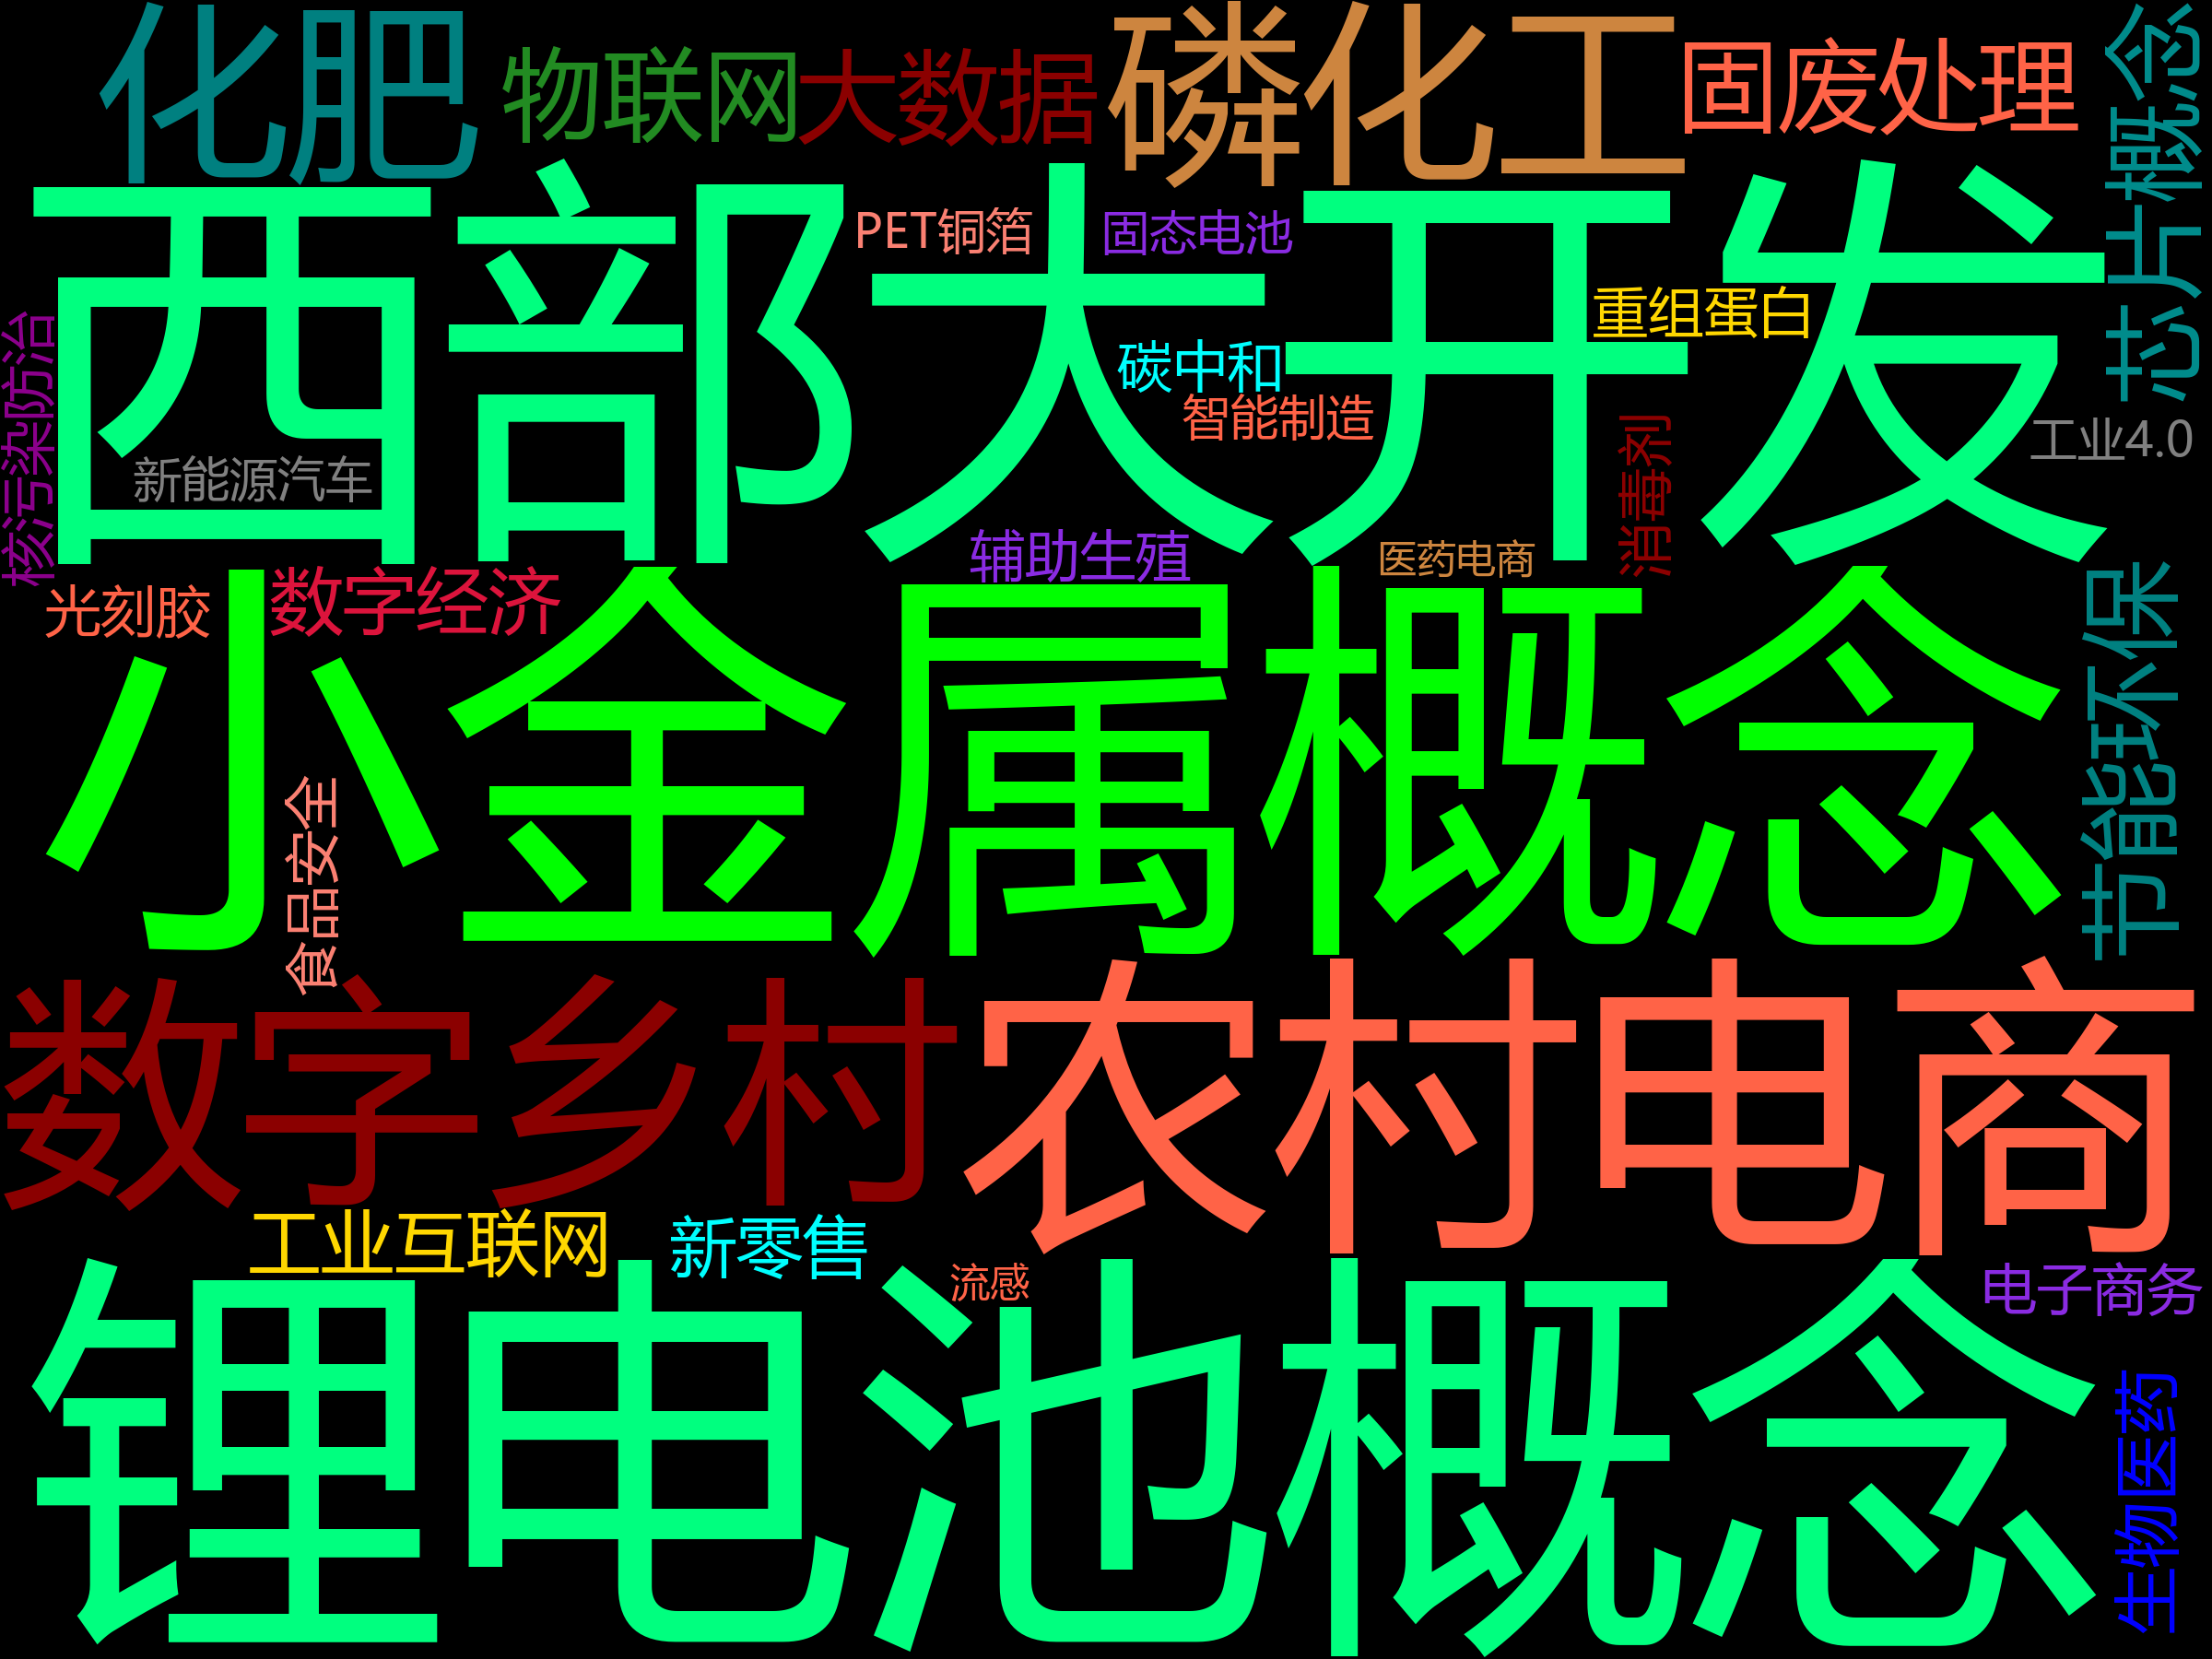 化肥
物联网
大数据
磷化工
固废处理
芯片概念
西部大开发
PET铜箔
固态电池
重组蛋白
碳中和
智能制造
核污染防治
新能源汽车
消毒剂
工业4.0
辅助生殖
医药电商
光刻胶
数字经济
小金属概念
节能环保
食品安全
数字乡村
农村电商
工业互联网
新零售
流感
电子商务
锂电池概念
生物医药